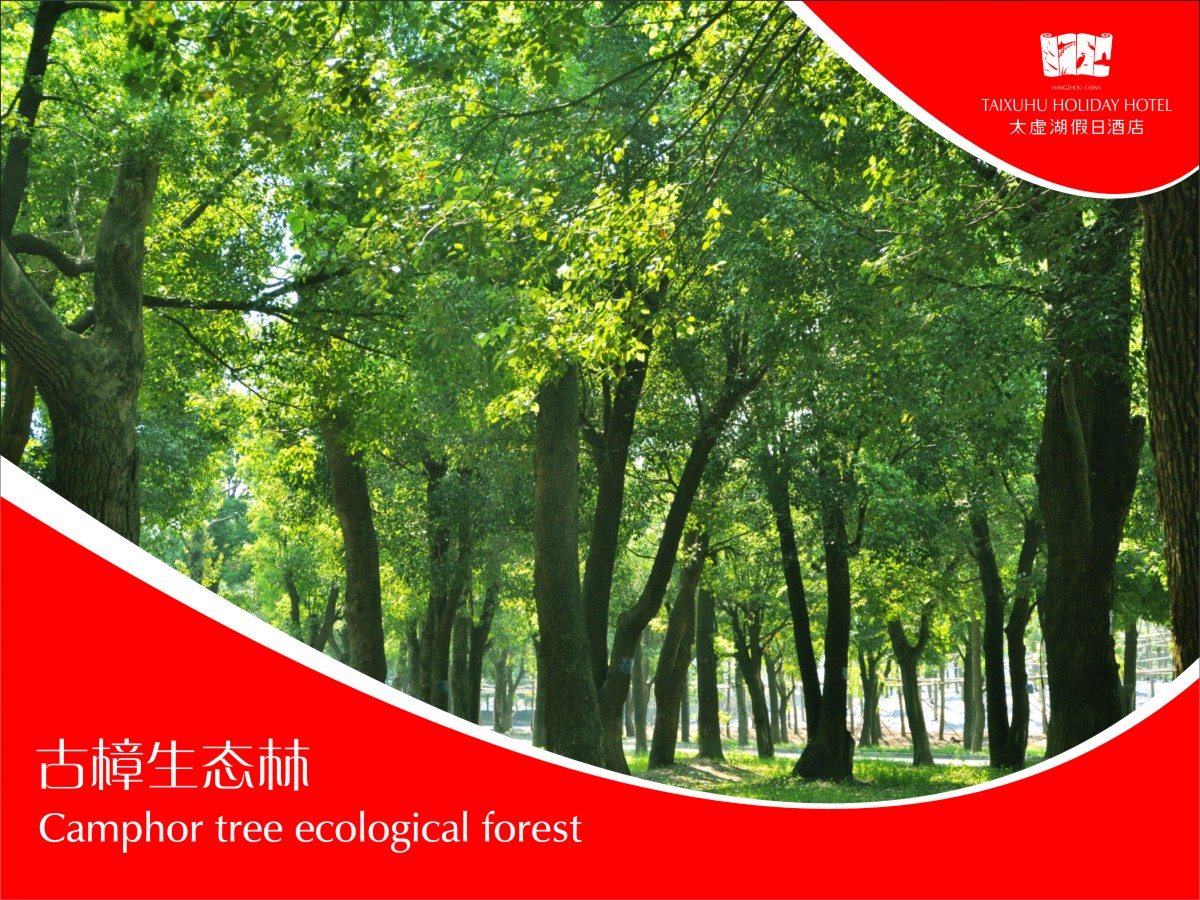 HANGZHOU·CHINA
TAIXUHU HOLIDAY HOTEL
太虚湖假日酒店
古樟生态林
Camphor tree ecological forest